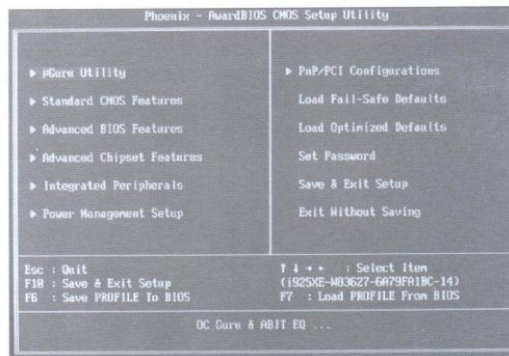 Phoenix - AwardBIOS CMOS Setup Utility
▶ µGuru Utility
▶ Standard CMOS Features
▶ Advanced BIOS Features
▶ Advanced Chipset Features
▶ Integrated Peripherals
▶ Power Management Setup
▶ PnP/PCI Configurations
Load Fail-Safe Defaults
Load Optimized Defaults
Set Password
Save & Exit Setup
Exit Without Saving
Esc : Quit
F10 : Save & Exit Setup
F6 : Save PROFILE To BIOS
↑ ↓ → ← : Select Item
(i925XE-W83627-6A79FA1BC-14)
F7 : Load PROFILE From BIOS
OC Guru & ABIT EQ ...